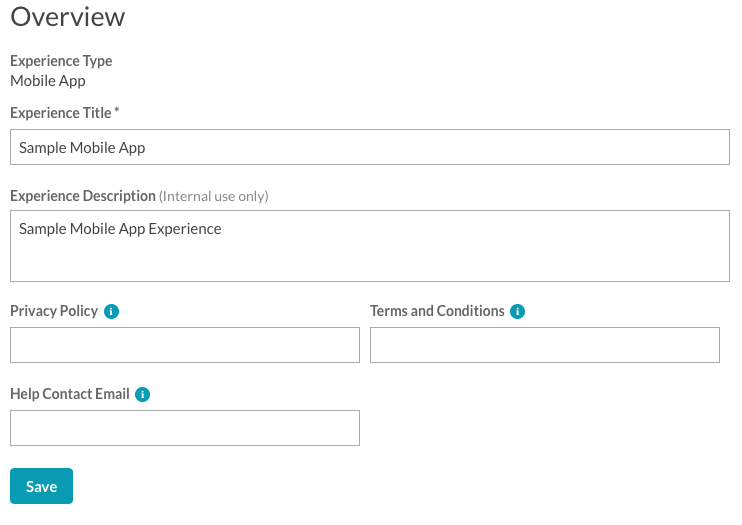 Overview
Experience Type
Mobile App
Experience Title *
Sample Mobile App
Experience Description (Internal use only)
Sample Mobile App Experience
Privacy Policy i Terms and Conditions i
Help Contact Email i
Save